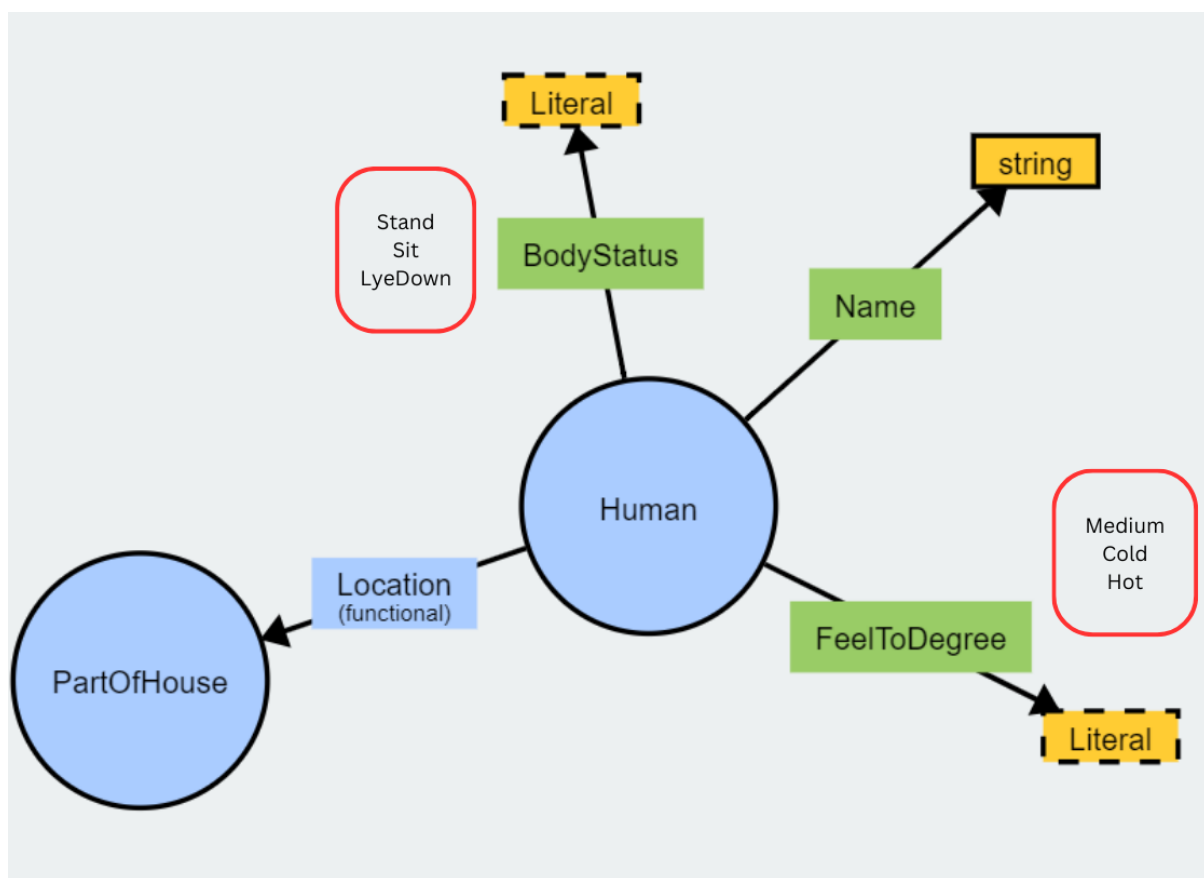 Literal
string
Stand
Sit
LyeDown
BodyStatus
Name
Human
Medium
Cold
Hot
Location
(functional)
FeelToDegree
PartOfHouse
Literal